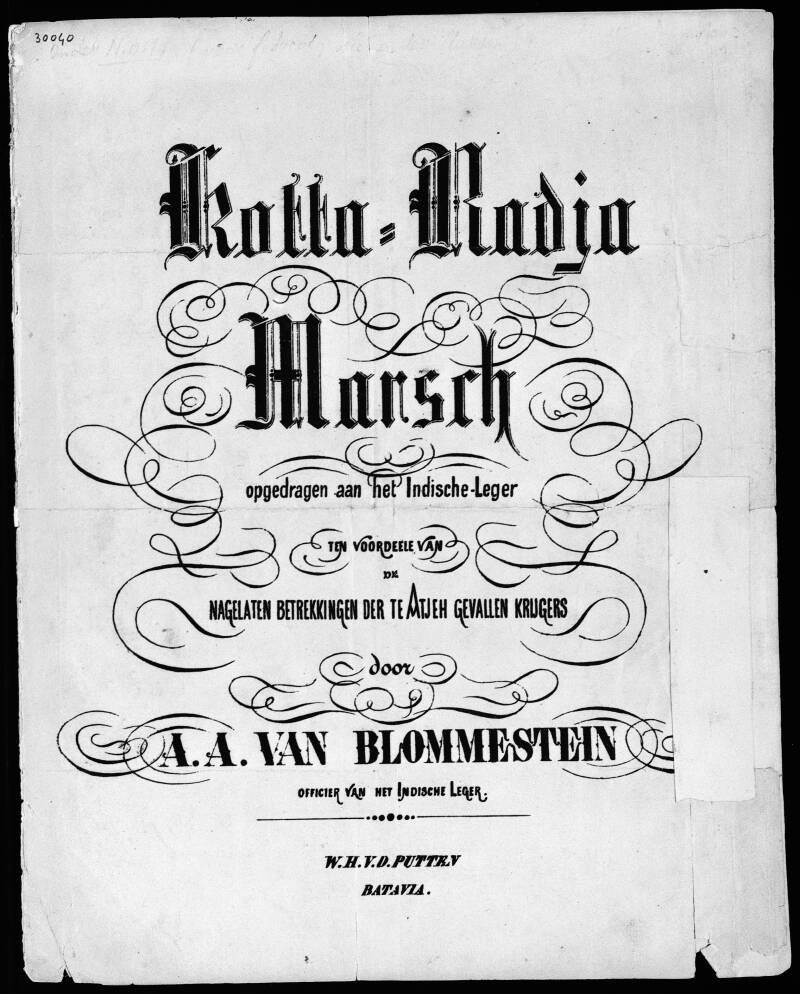 30040
Kotta=Radja
Marsch
opgedragen aan het Indische-Leger
TEN VOORDEELE VAN
DE
NAGELATEN BETREKKINGEN DER TE ATJEH GEVALLEN KRIJGERS
door
A. A. VAN BLOMMESTEIN
OFFICIER VAN HET INDISCHE LEGER.
W. H. V. D. PUTTEN
BATAVIA.